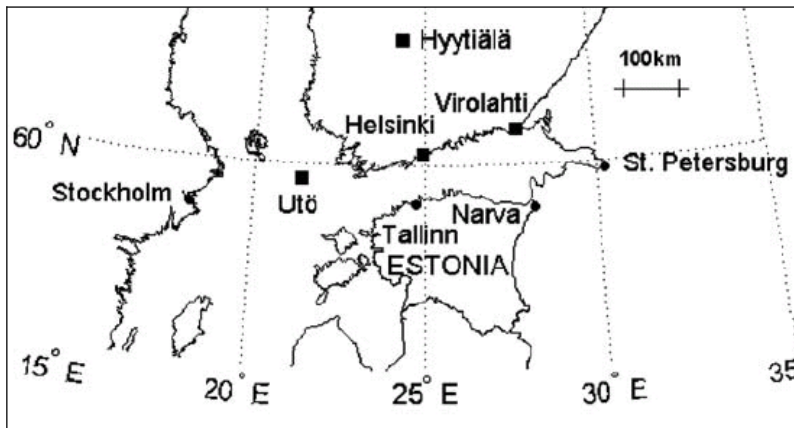 Hyytiälä
100km
Virolahti
60° N
Helsinki
St. Petersburg
Stockholm
Utö
Narva
Tallinn
ESTONIA
15° E
20° E
25° E
30° E
35